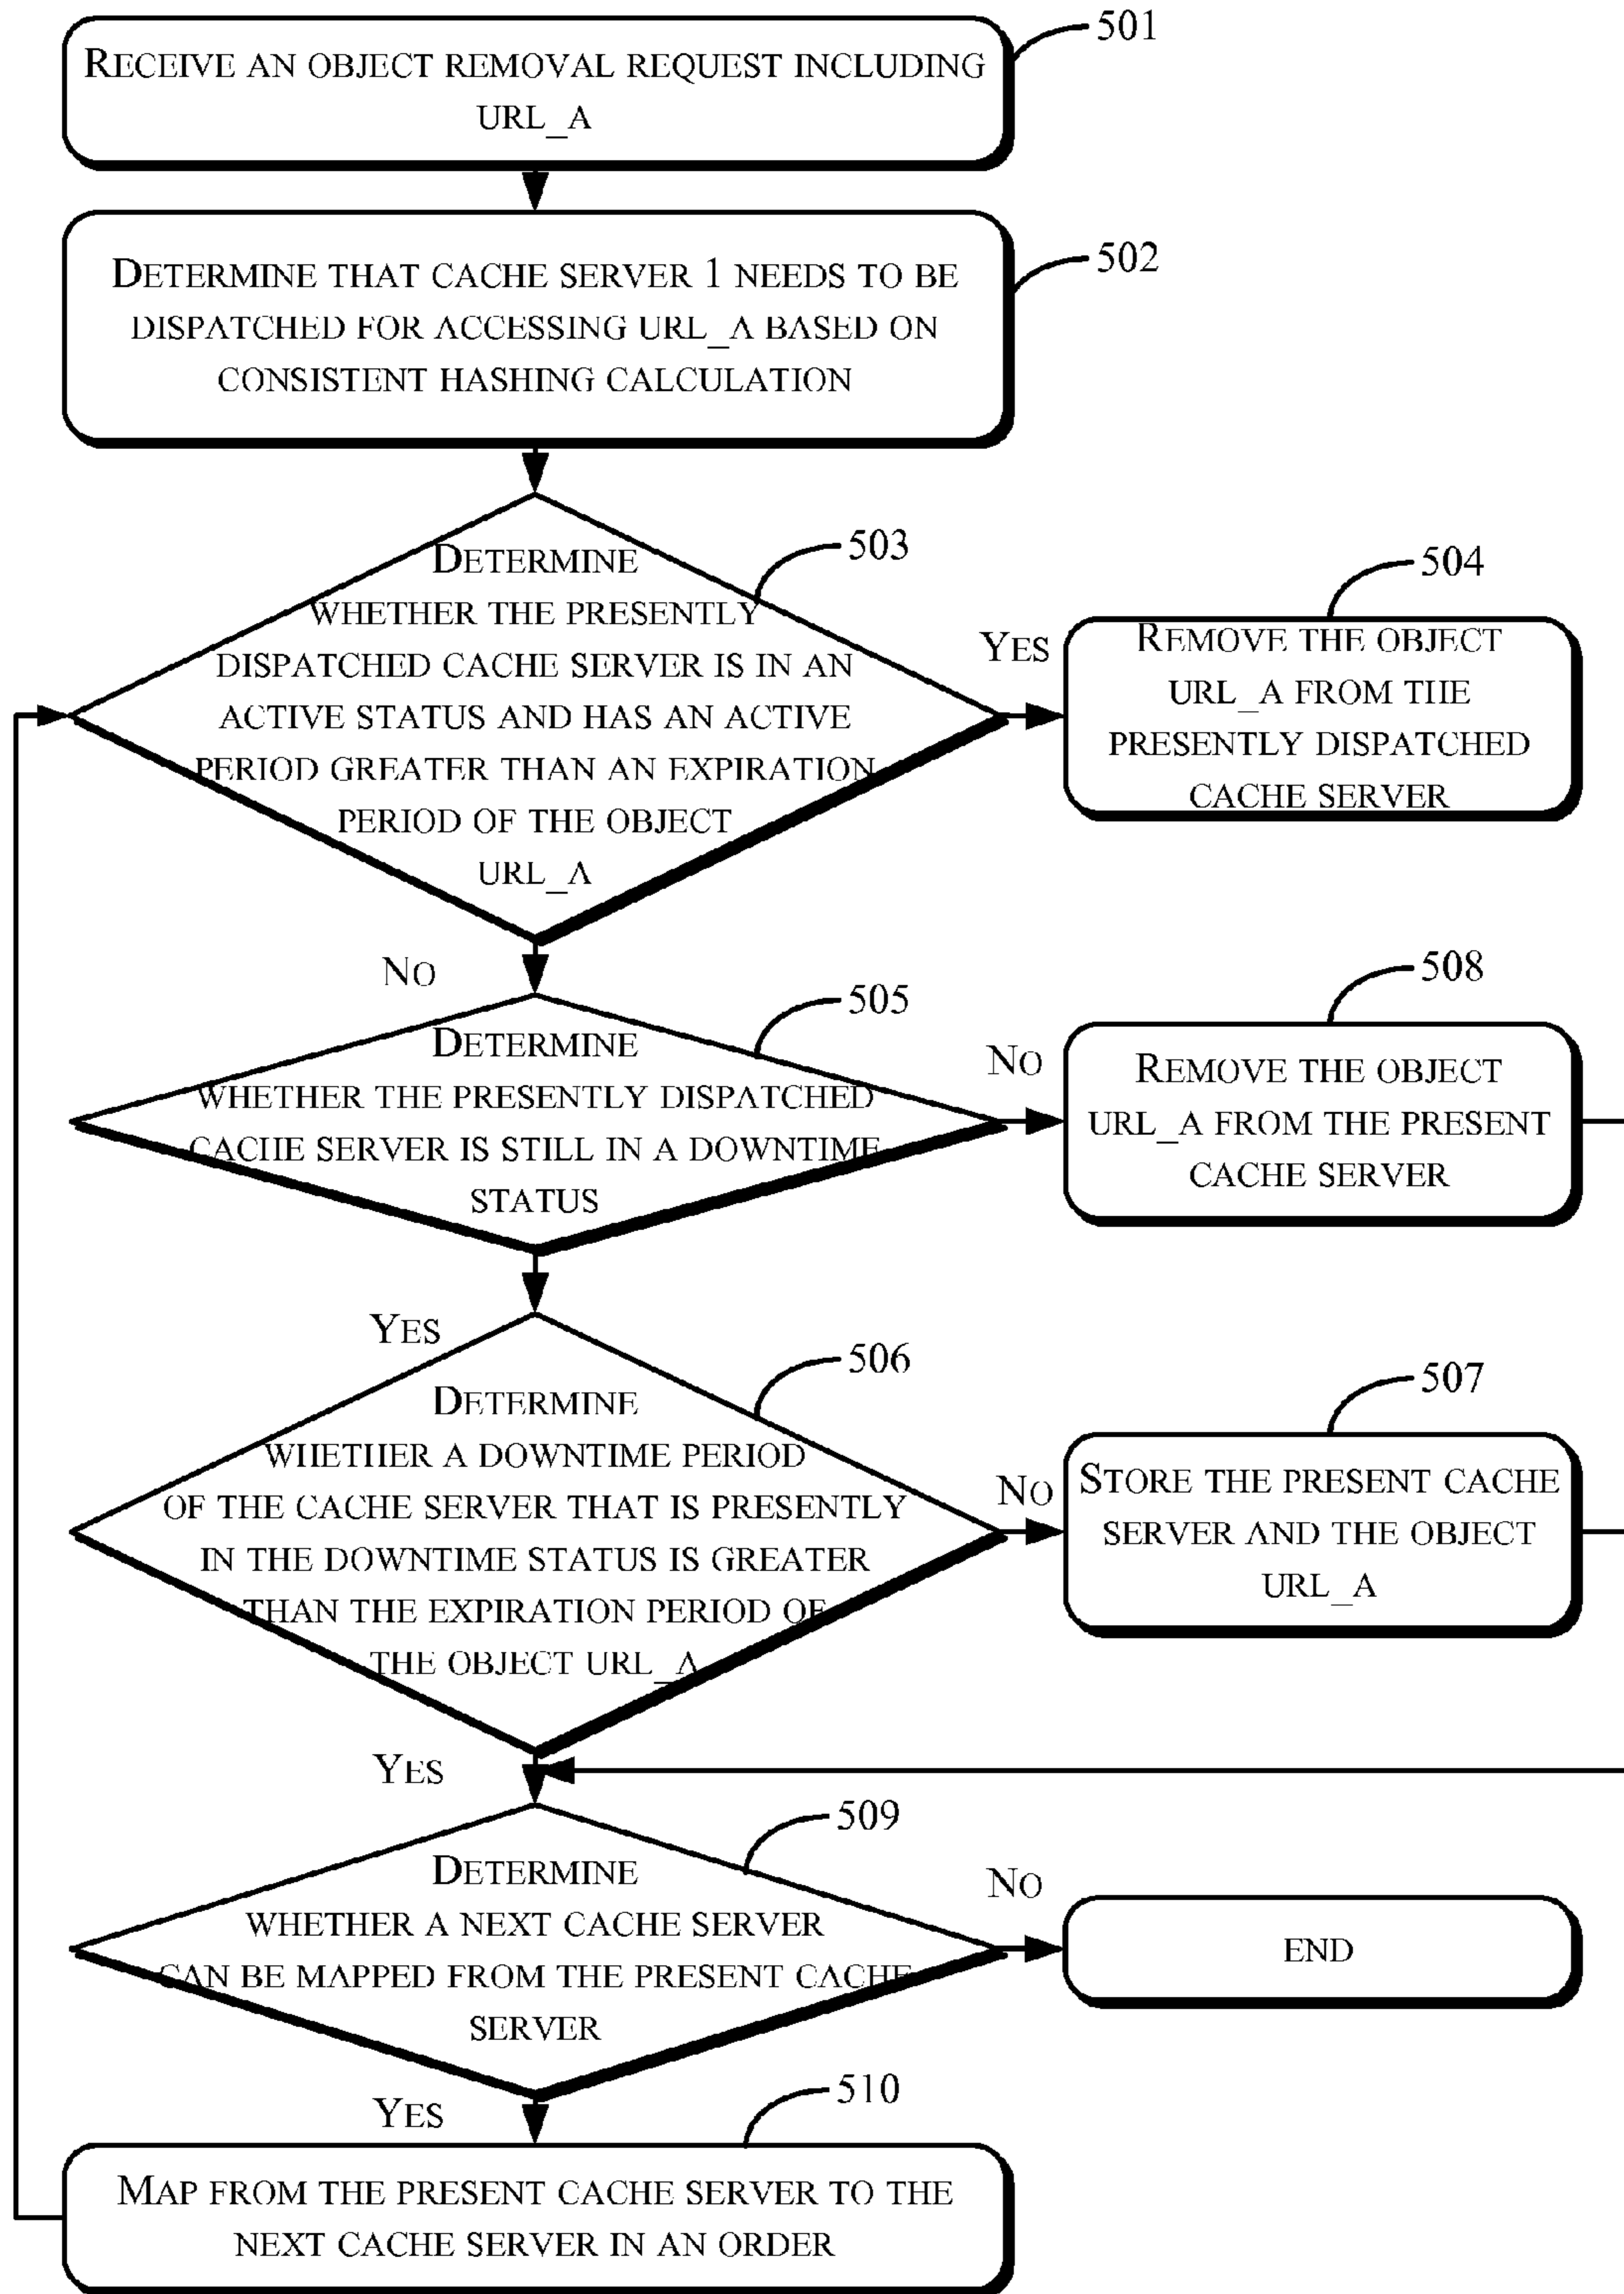 RECEIVE AN OBJECT REMOVAL REQUEST INCLUDING
URL_A
501
DETERMINE THAT CACHE SERVER 1 NEEDS TO BE
DISPATCHED FOR ACCESSING URL_A BASED ON
CONSISTENT HASHING CALCULATION
502
DETERMINE
WHETHER THE PRESENTLY
DISPATCHED CACHE SERVER IS IN AN
ACTIVE STATUS AND HAS AN ACTIVE
PERIOD GREATER THAN AN EXPIRATION
PERIOD OF THE OBJECT
URL_A
503
YES
504
REMOVE THE OBJECT
URL_A FROM THE
PRESENTLY DISPATCHED
CACHE SERVER
NO
DETERMINE
WHETHER THE PRESENTLY DISPATCHED
CACHE SERVER IS STILL IN A DOWNTIME
STATUS
505
NO
508
REMOVE THE OBJECT
URL_A FROM THE PRESENT
CACHE SERVER
YES
DETERMINE
WHETHER A DOWNTIME PERIOD
OF THE CACHE SERVER THAT IS PRESENTLY
IN THE DOWNTIME STATUS IS GREATER
THAN THE EXPIRATION PERIOD OF
THE OBJECT URL_A
506
NO
507
STORE THE PRESENT CACHE
SERVER AND THE OBJECT
URL_A
YES
DETERMINE
WHETHER A NEXT CACHE SERVER
CAN BE MAPPED FROM THE PRESENT CACHE
SERVER
509
NO
END
YES
510
MAP FROM THE PRESENT CACHE SERVER TO THE
NEXT CACHE SERVER IN AN ORDER